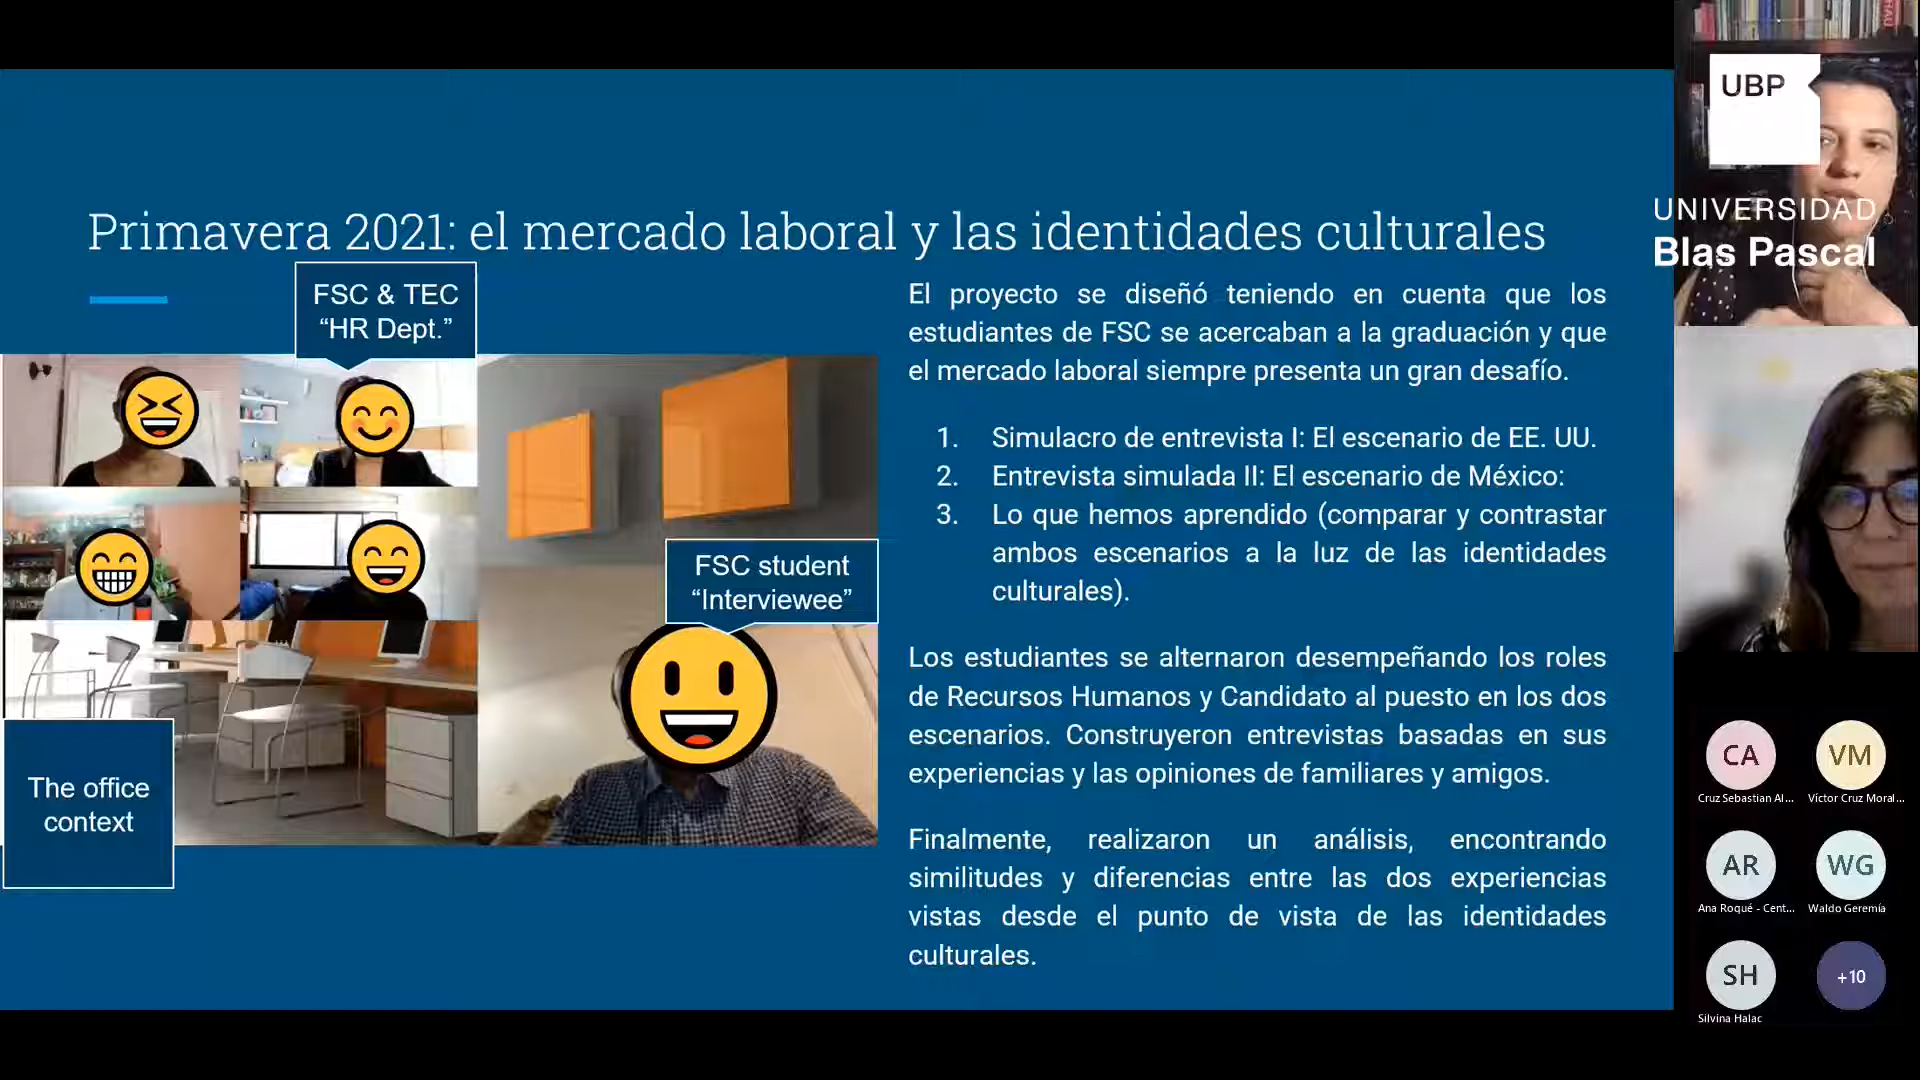 Primavera 2021: el mercado laboral y las identidades culturales
FSC & TEC
“HR Dept.”
FSC student
“Interviewee”
The office
context
El proyecto se diseñó teniendo en cuenta que los
estudiantes de FSC se acercaban a la graduación y que
el mercado laboral siempre presenta un gran desafío.
1. Simulacro de entrevista I: El escenario de EE. UU.
2. Entrevista simulada II: El escenario de México:
3. Lo que hemos aprendido (comparar y contrastar
ambos escenarios a la luz de las identidades
culturales).
Los estudiantes se alternaron desempeñando los roles
de Recursos Humanos y Candidato al puesto en los dos
escenarios. Construyeron entrevistas basadas en sus
experiencias y las opiniones de familiares y amigos.
Finalmente, realizaron un análisis, encontrando
similitudes y diferencias entre las dos experiencias
vistas desde el punto de vista de las identidades
culturales.
UBP
UNIVERSIDAD
Blas Pascal
CA
Cruz Sebastian Al...
VM
Víctor Cruz Moral...
AR
Ana Roqué - Cent...
WG
Waldo Geremía
SH
Silvina Halac
+10